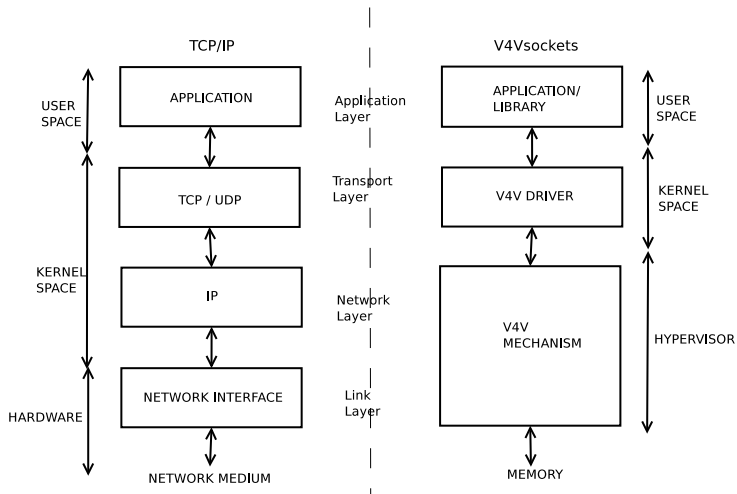 TCP/IP
V4Vsockets
APPLICATION
Application
Layer
APPLICATION/
LIBRARY
USER
SPACE
USER
SPACE
TCP / UDP
Transport
Layer
V4V DRIVER
KERNEL
SPACE
KERNEL
SPACE
IP
Network
Layer
V4V
MECHANISM
HYPERVISOR
NETWORK INTERFACE
Link
Layer
HARDWARE
NETWORK MEDIUM
MEMORY